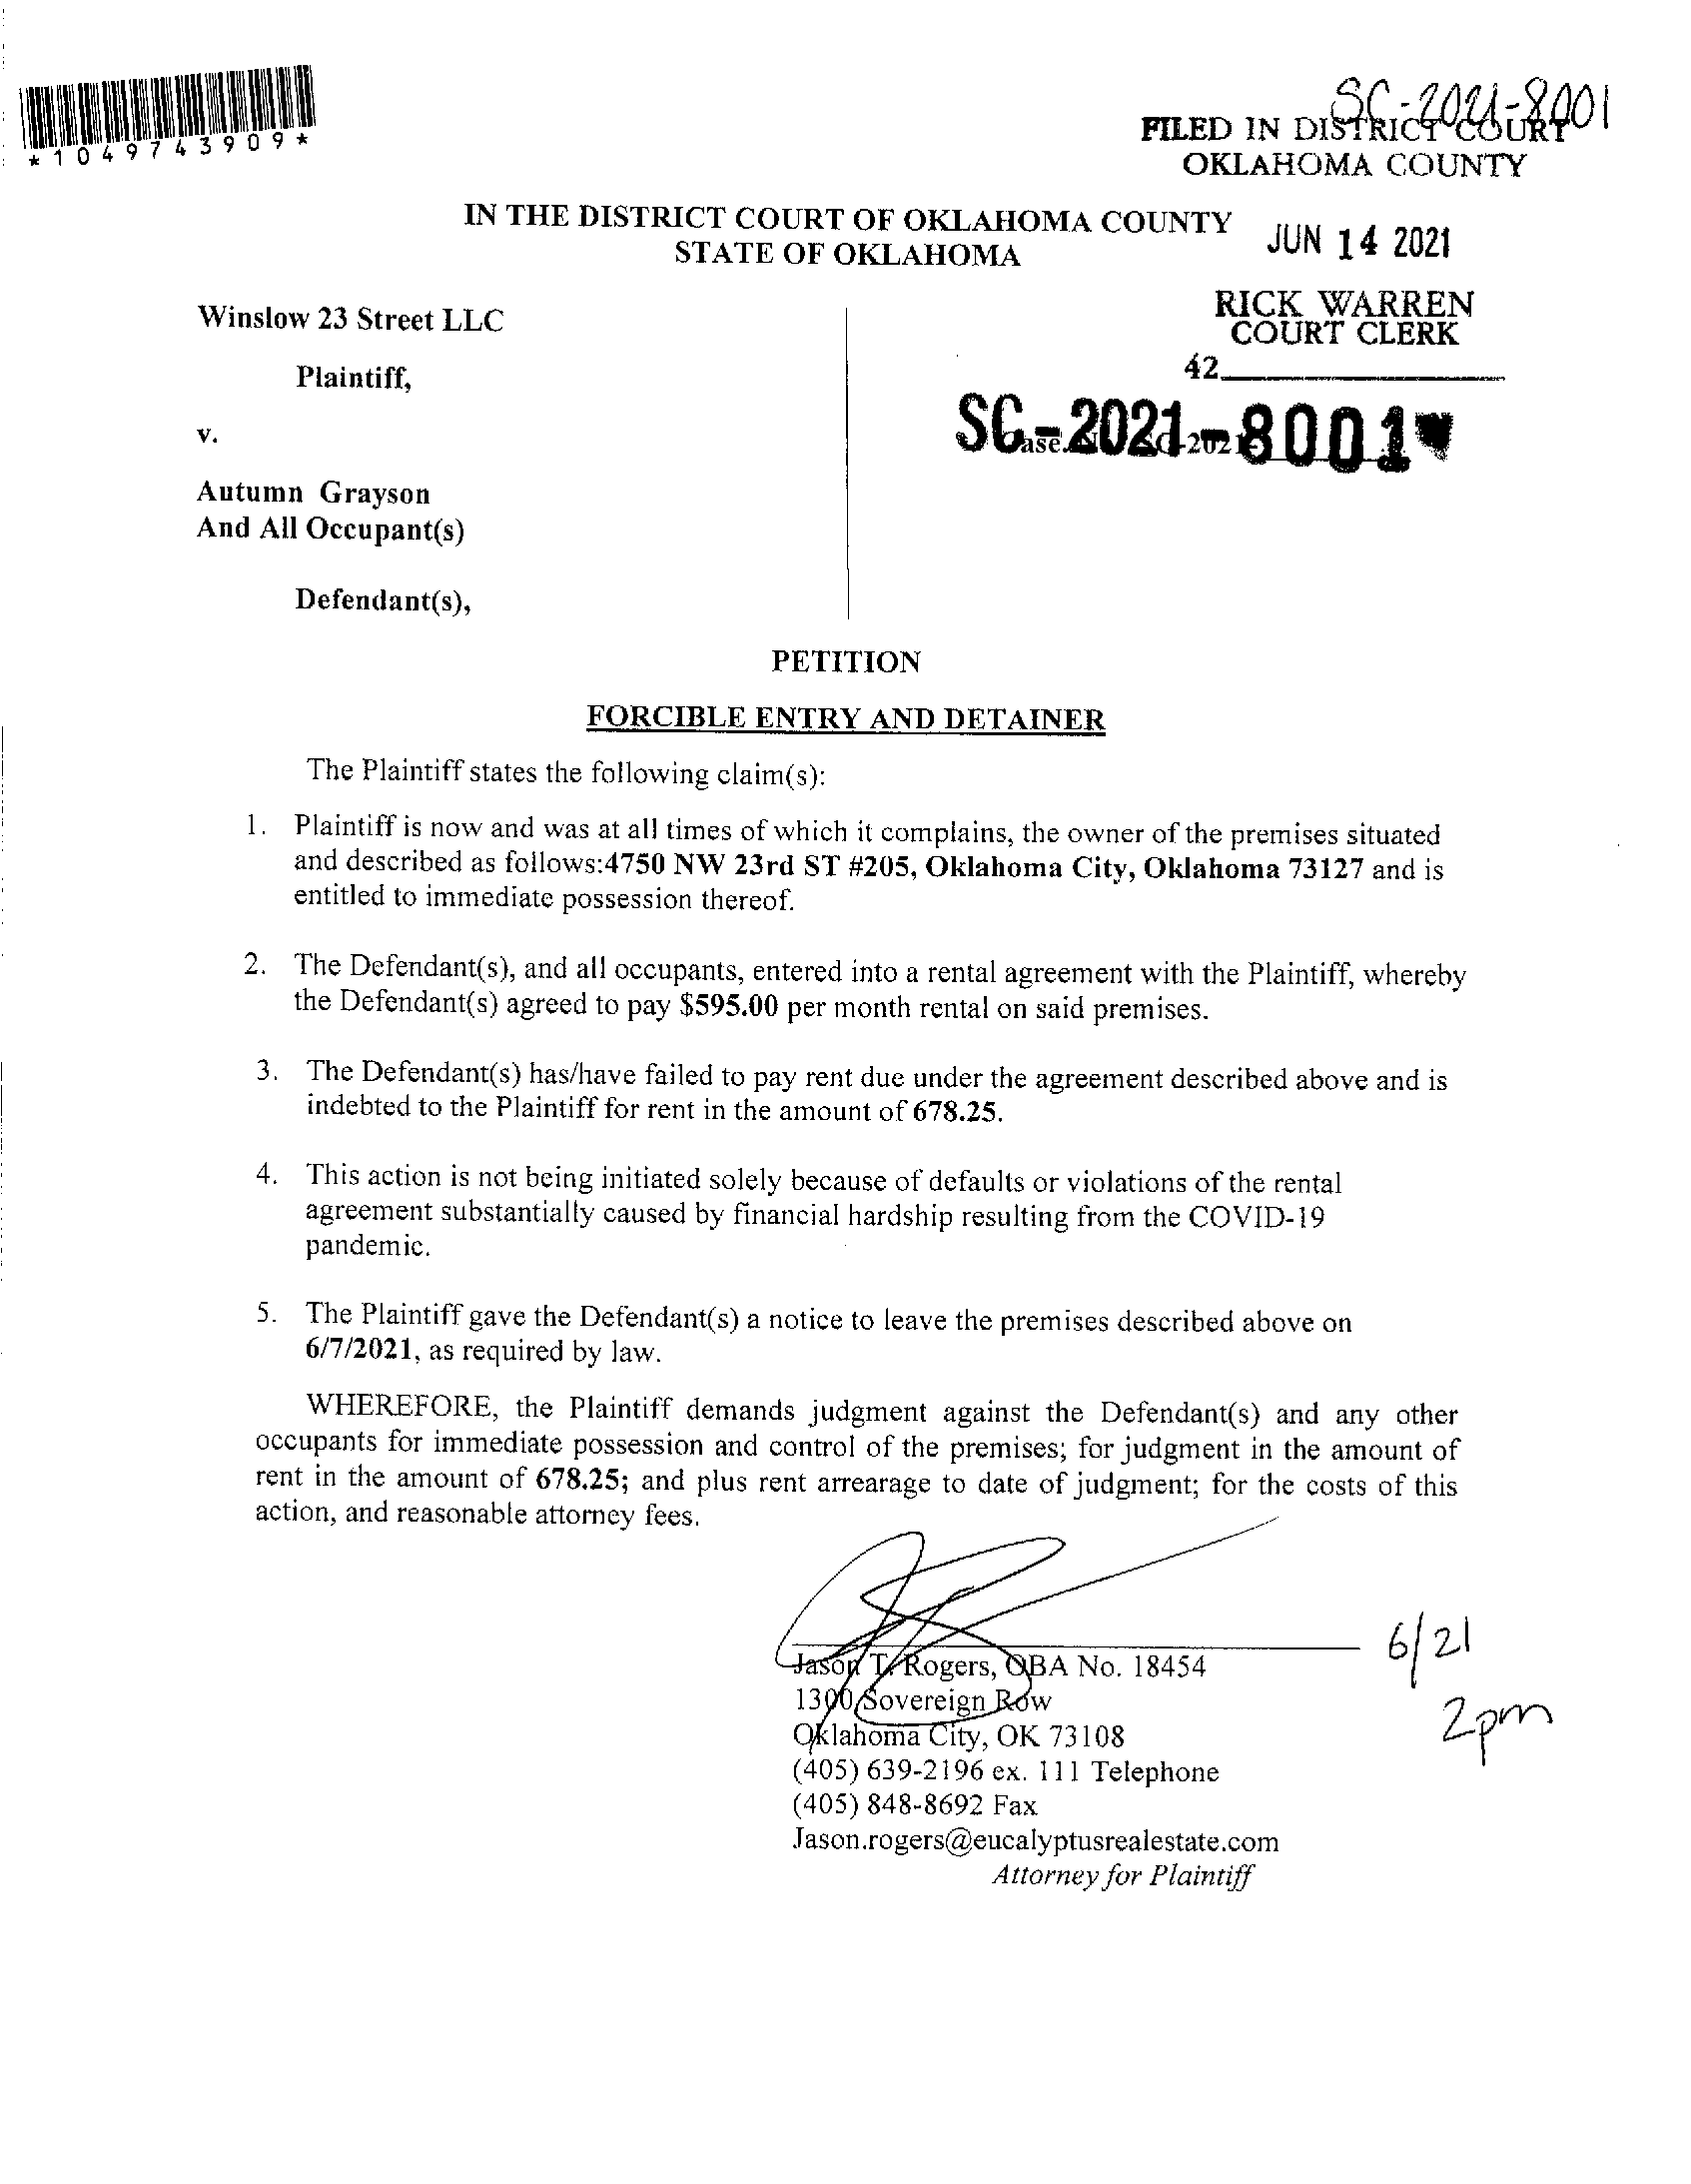 SC-2021-8001
FILED IN DISTRICT COURT
OKLAHOMA COUNTY
*1049743909*
IN THE DISTRICT COURT OF OKLAHOMA COUNTY
STATE OF OKLAHOMA
JUN 14 2021
RICK WARREN
COURT CLERK
42
Winslow 23 Street LLC
Plaintiff,
v.
SC-2021-8001
Autumn Grayson
And All Occupant(s)
Defendant(s),
PETITION
FORCIBLE ENTRY AND DETAINER
The Plaintiff states the following claim(s):
1. Plaintiff is now and was at all times of which it complains, the owner of the premises situated
and described as follows:4750 NW 23rd ST #205, Oklahoma City, Oklahoma 73127 and is
entitled to immediate possession thereof.
2. The Defendant(s), and all occupants, entered into a rental agreement with the Plaintiff, whereby
the Defendant(s) agreed to pay $595.00 per month rental on said premises.
3. The Defendant(s) has/have failed to pay rent due under the agreement described above and is
indebted to the Plaintiff for rent in the amount of 678.25.
4. This action is not being initiated solely because of defaults or violations of the rental
agreement substantially caused by financial hardship resulting from the COVID-19
pandemic.
5. The Plaintiff gave the Defendant(s) a notice to leave the premises described above on
6/7/2021, as required by law.
WHEREFORE, the Plaintiff demands judgment against the Defendant(s) and any other
occupants for immediate possession and control of the premises; for judgment in the amount of
rent in the amount of 678.25; and plus rent arrearage to date of judgment; for the costs of this
action, and reasonable attorney fees.
Jason T. Rogers, OBA No. 18454
1300 Sovereign Row
Oklahoma City, OK 73108
(405) 639-2196 ex. 111 Telephone
(405) 848-8692 Fax
Jason.rogers@eucalyptusrealestate.com
Attorney for Plaintiff
6/21
2pm